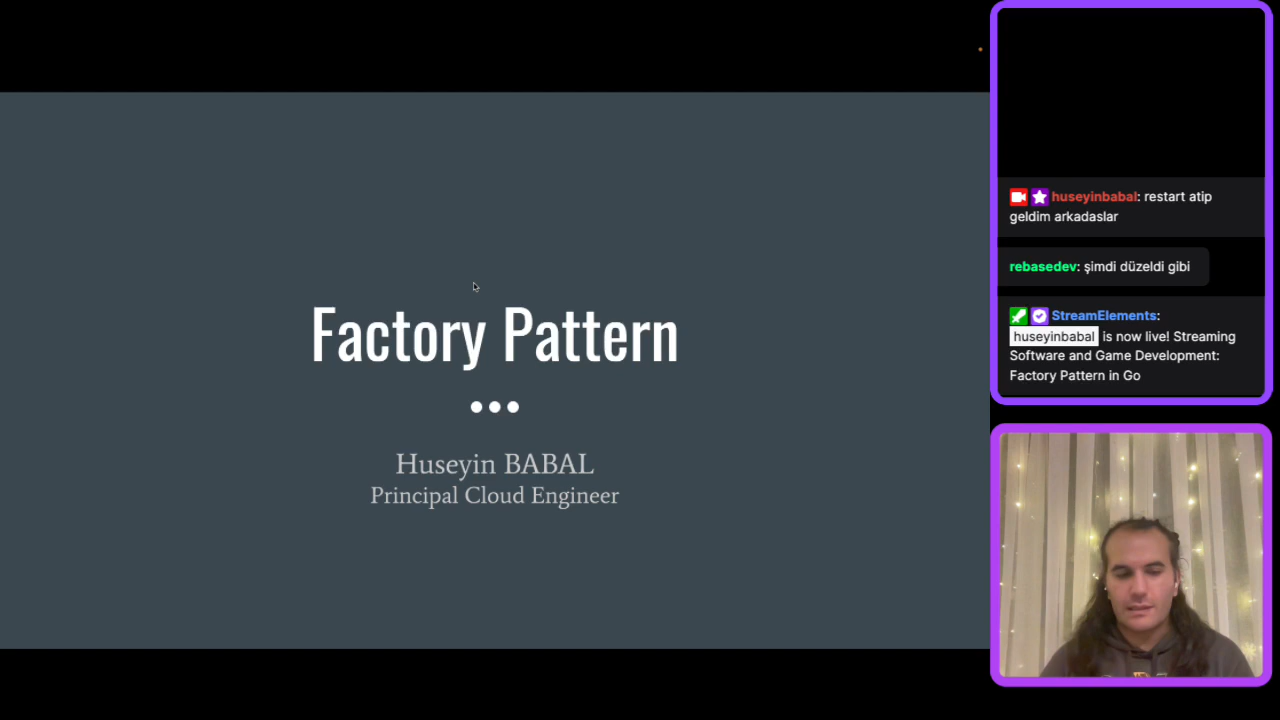 Factory Pattern
Huseyin BABAL
Principal Cloud Engineer
huseyinbabal: restart atip
geldim arkadaslar
rebasedev: şimdi düzeldi gibi
StreamElements:
huseyinbabal is now live! Streaming
Software and Game Development:
Factory Pattern in Go